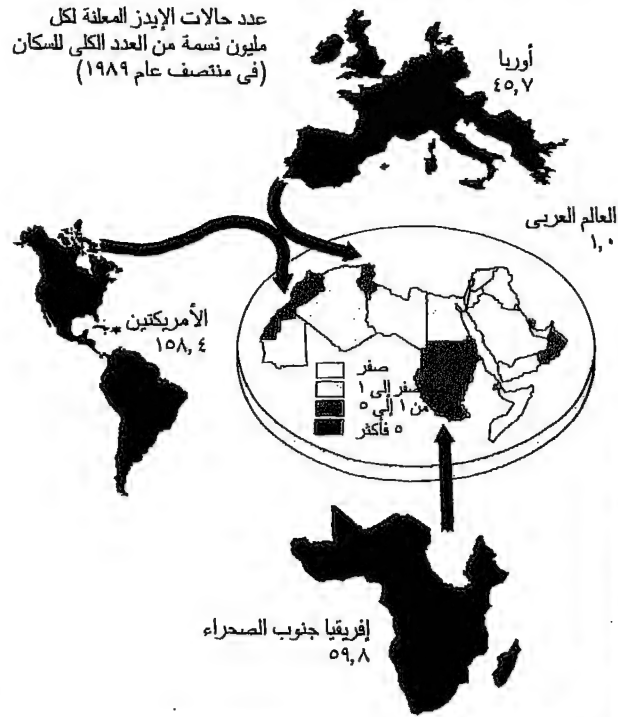 عدد حالات الإيدز المعلنة لكل
مليون نسمة من العدد الكلى للسكان
(فى منتصف عام ١٩٨٩)
أوربا
٤٥,٧
العالم العربى
١,٠
الأمريكتين
١٥٨,٤
صفر
صفر إلى ١
من ١ إلى ٥
٥ فأكثر
إفريقيا جنوب الصحراء
٥٩,٨